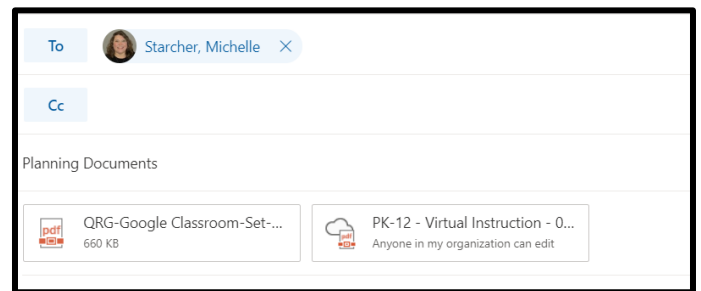 To Starcher, Michelle
Cc
Planning Documents
pdf QRG-Google Classroom-Set-... pdf PK-12 - Virtual Instruction - 0...
660 KB Anyone in my organization can edit